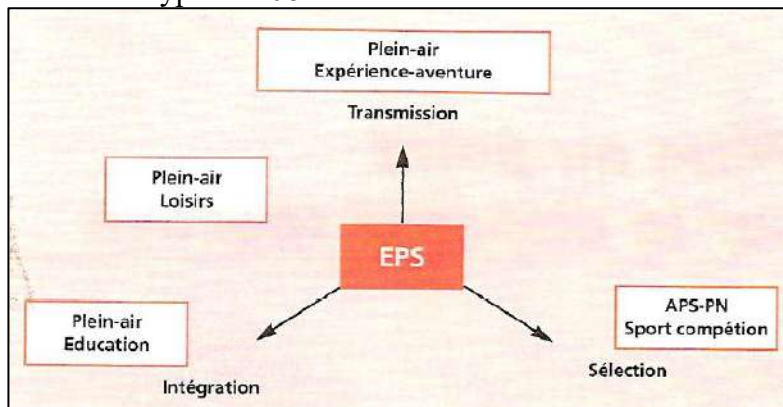 Plein-air
Expérience-aventure
Transmission
Plein-air
Loisirs
EPS
Plein-air
Education
Intégration
APS-PN
Sport compétion
Sélection